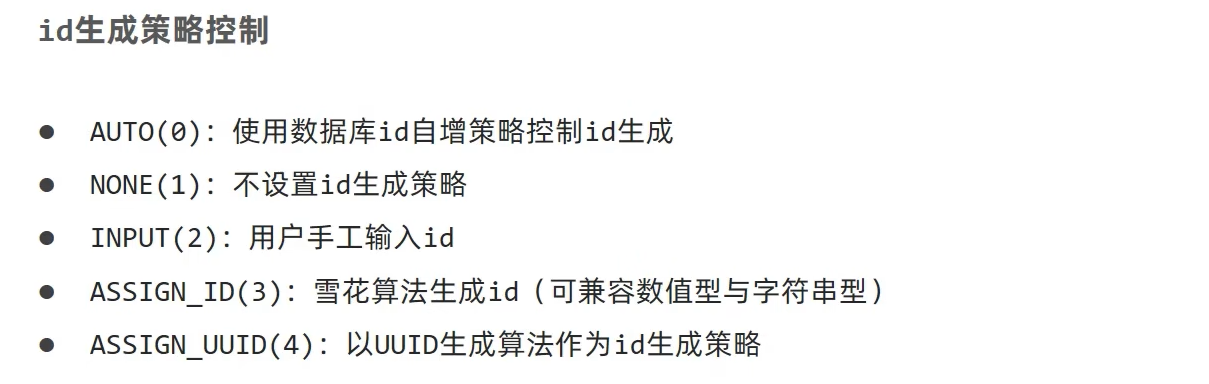 id生成策略控制
● AUTO(0)：使用数据库id自增策略控制id生成
● NONE(1)：不设置id生成策略
● INPUT(2)：用户手工输入id
● ASSIGN_ID(3)：雪花算法生成id（可兼容数值型与字符串型）
● ASSIGN_UUID(4)：以UUID生成算法作为id生成策略